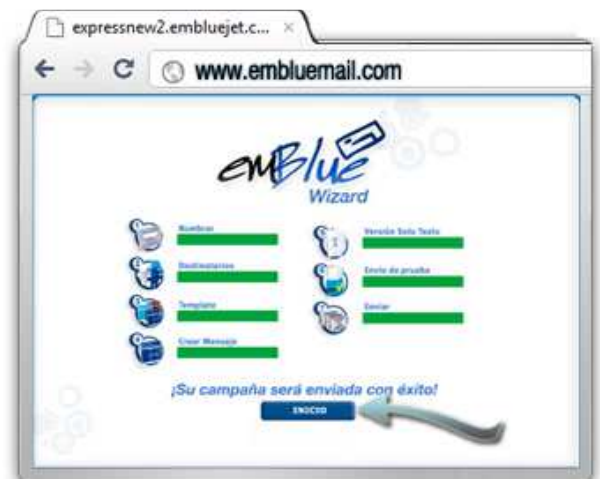 expressnew2.embluejet.c...
www.embluemail.com
emBlue
Wizard
Nombrar
Destinatarios
Template
Crear Mensaje
Versión Solo Texto
Envío de prueba
Enviar
¡Su campaña será enviada con éxito!
INICIO